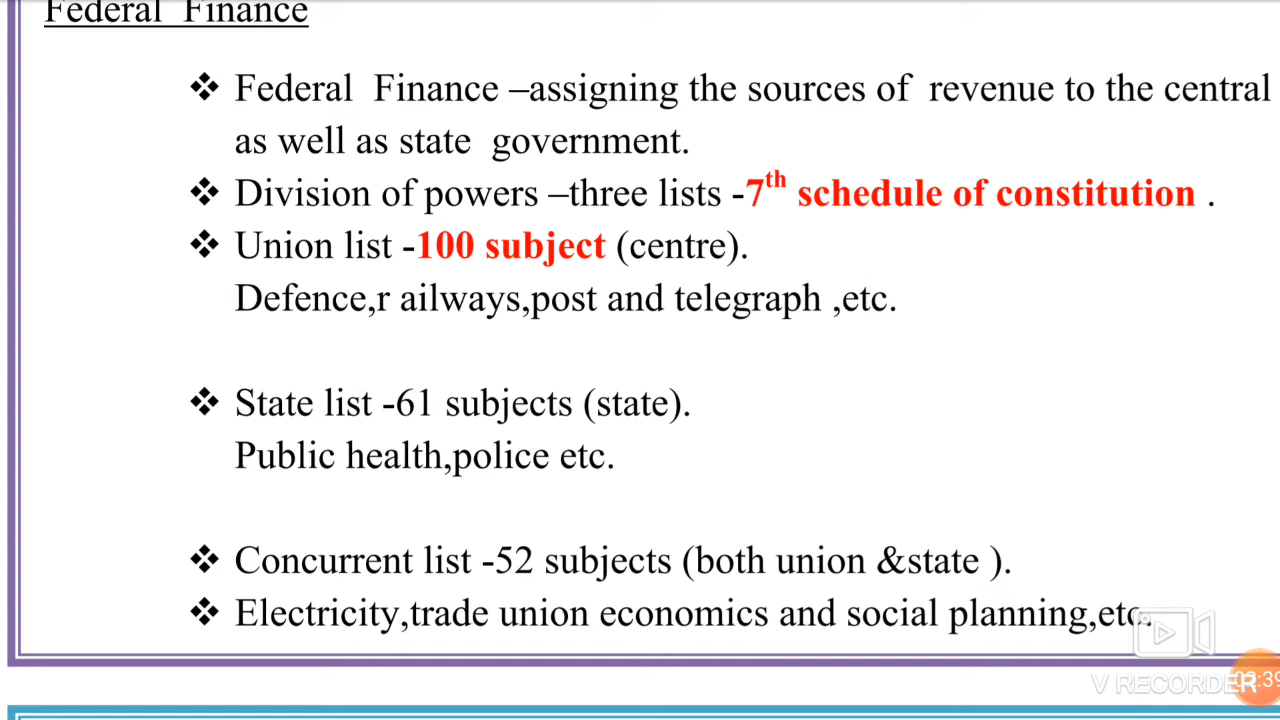 Federal Finance
❖ Federal Finance –assigning the sources of revenue to the central
as well as state government.
❖ Division of powers –three lists -7th schedule of constitution .
❖ Union list -100 subject (centre).
Defence,r ailways,post and telegraph ,etc.
❖ State list -61 subjects (state).
Public health,police etc.
❖ Concurrent list -52 subjects (both union &state ).
❖ Electricity,trade union economics and social planning,etc.
V RECORDER